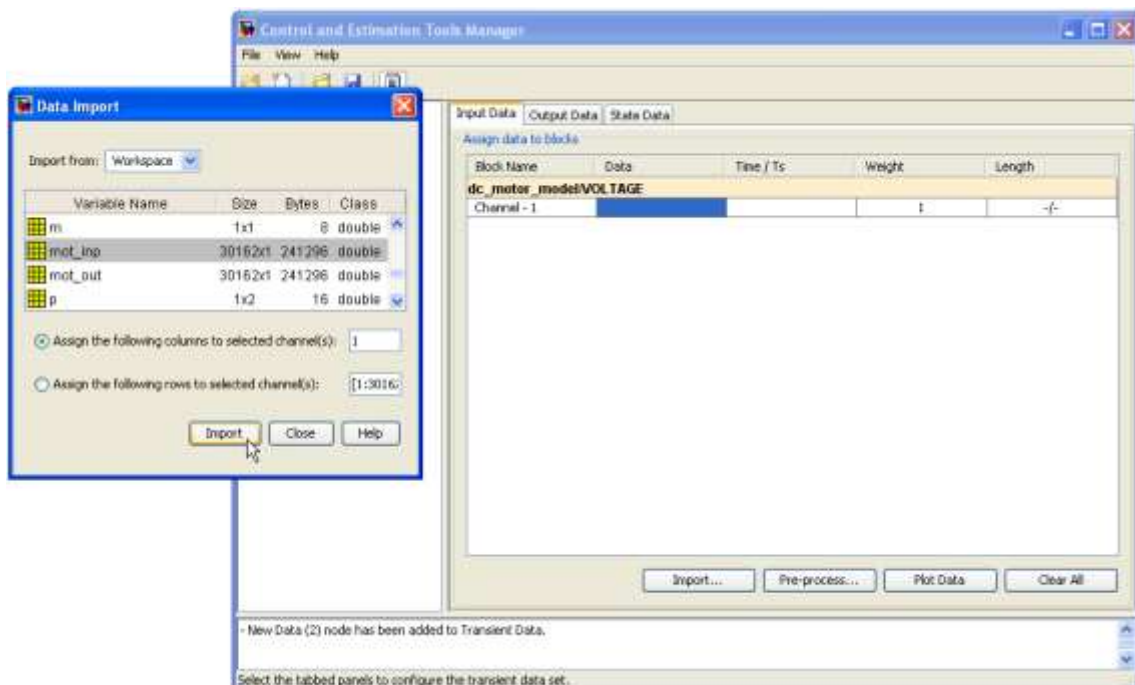 Control and Estimation Tools Manager
File View Help
Data Import
Import from: Workspace
Variable Name Size Bytes Class
m 1x1 8 double
mot_inp 30162x1 241296 double
mot_out 30162x1 241296 double
p 1x2 16 double
Assign the following columns to selected channel(s): 1
Assign the following rows to selected channel(s): [1:3016
Import Close Help
Input Data Output Data State Data
Assign data to blocks
Block Name Data Time / Ts Weight Length
dc_motor_model/VOLTAGE
Channel - 1 1 -/-
Import... Pre-process... Plot Data Clear All
- New Data (2) node has been added to Transient Data.
Select the tabbed panels to configure the transient data set.